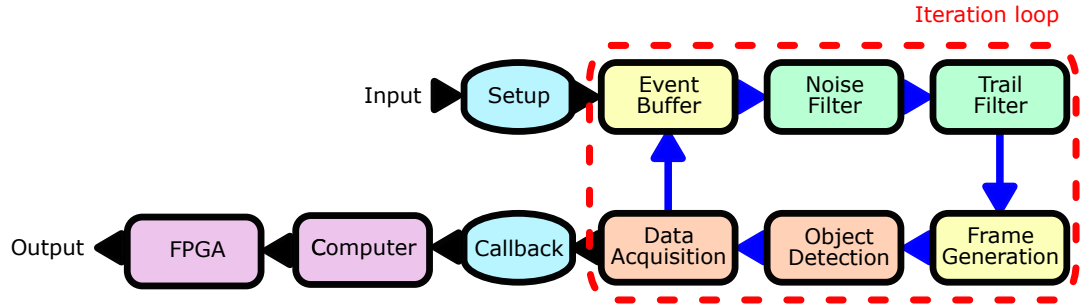 Iteration loop
Input
Setup
Event
Buffer
Noise
Filter
Trail
Filter
Output
FPGA
Computer
Callback
Data
Acquisition
Object
Detection
Frame
Generation